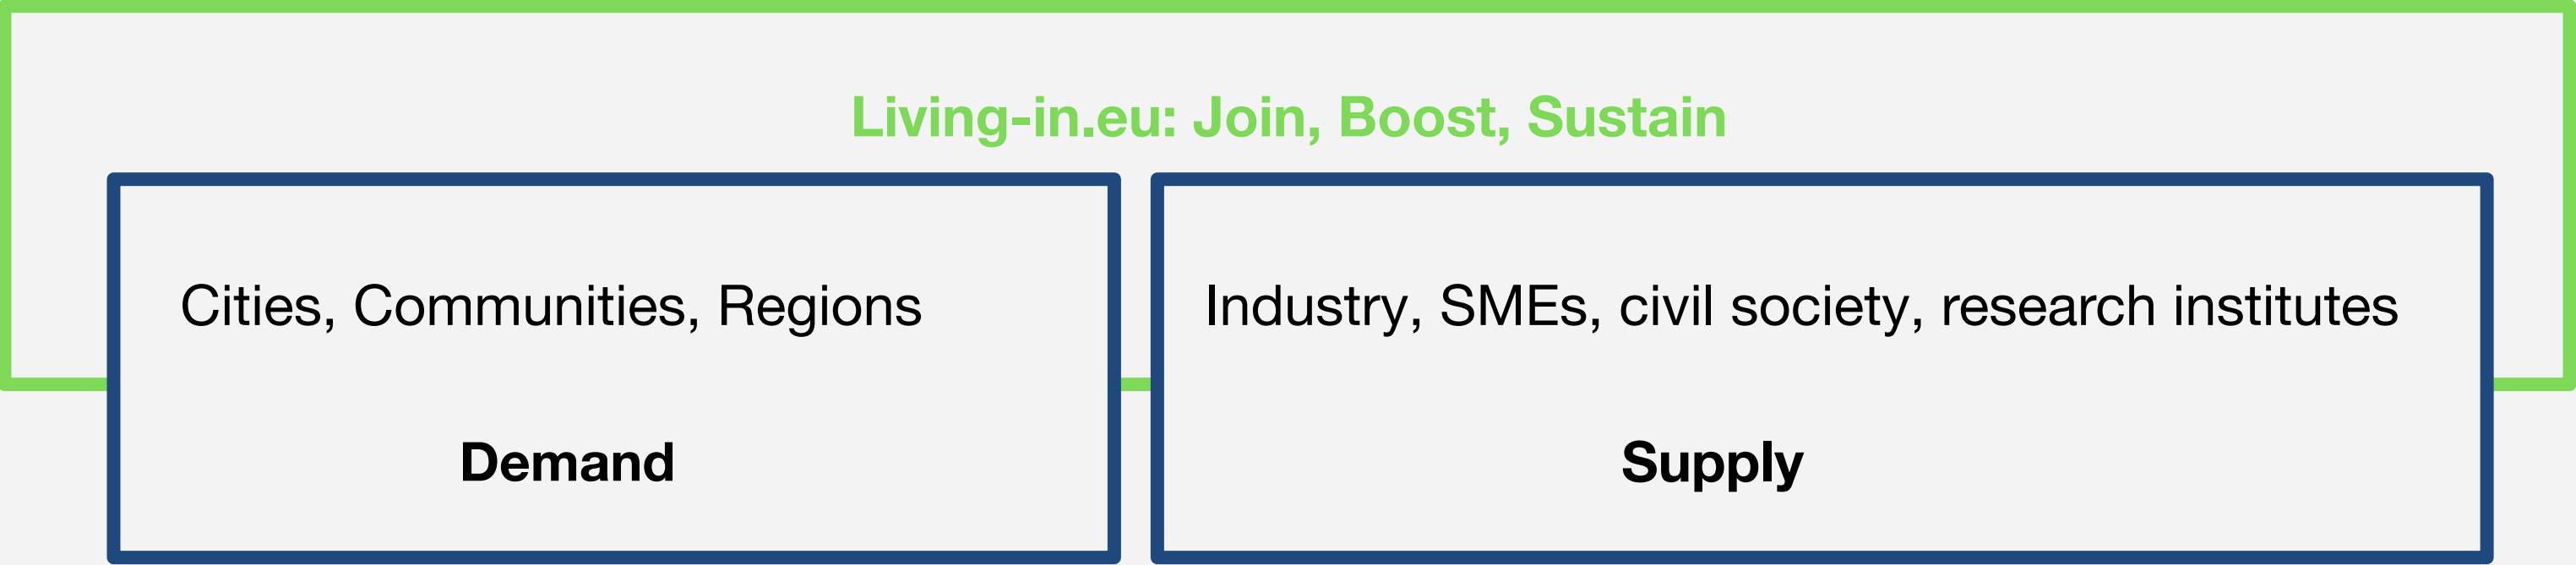 Living-in.eu: Join, Boost, Sustain
Cities, Communities, Regions
Demand
Industry, SMEs, civil society, research institutes
Supply